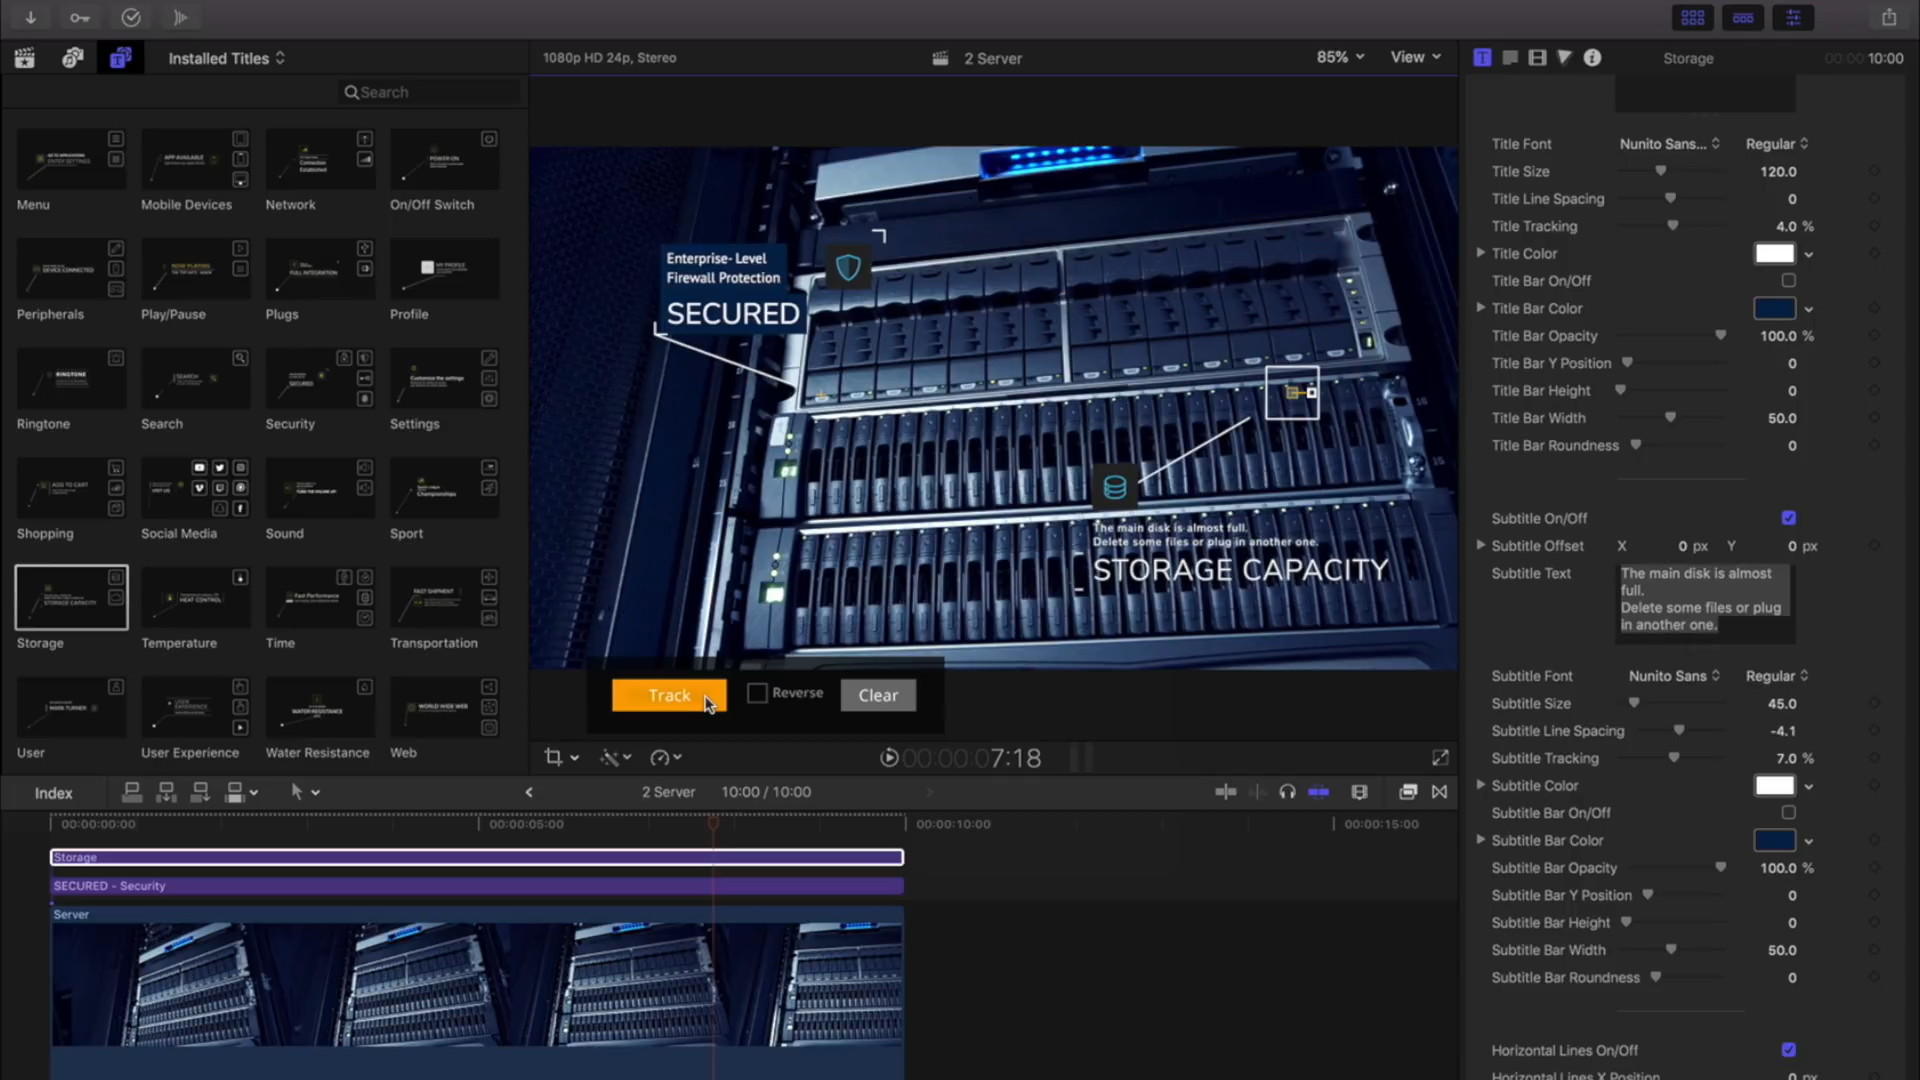 Installed Titles
1080p HD 24p, Stereo
2 Server
85%
View
Storage
00:00:10:00
Search
Menu
Mobile Devices
Network
On/Off Switch
Peripherals
Play/Pause
Plugs
Profile
Ringtone
Search
Security
Settings
Shopping
Social Media
Sound
Sport
Storage
Temperature
Time
Transportation
User
User Experience
Water Resistance
Web
Enterprise- Level
Firewall Protection
SECURED
The main disk is almost full.
Delete some files or plug in another one.
STORAGE CAPACITY
Track
Reverse
Clear
00:00:07:18
Title Font Nunito Sans... Regular
Title Size 120.0
Title Line Spacing 0
Title Tracking 4.0 %
Title Color
Title Bar On/Off
Title Bar Color
Title Bar Opacity 100.0 %
Title Bar Y Position 0
Title Bar Height 0
Title Bar Width 50.0
Title Bar Roundness 0
Subtitle On/Off
Subtitle Offset X 0 px Y 0 px
Subtitle Text The main disk is almost
full.
Delete some files or plug
in another one.
Subtitle Font Nunito Sans Regular
Subtitle Size 45.0
Subtitle Line Spacing -4.1
Subtitle Tracking 7.0 %
Subtitle Color
Subtitle Bar On/Off
Subtitle Bar Color
Subtitle Bar Opacity 100.0 %
Subtitle Bar Y Position 0
Subtitle Bar Height 0
Subtitle Bar Width 50.0
Subtitle Bar Roundness 0
Horizontal Lines On/Off
Horizontal Lines X Position 0 px
Index
2 Server
10:00 / 10:00
00:00:00:00
00:00:05:00
00:00:10:00
00:00:15:00
Storage
SECURED - Security
Server